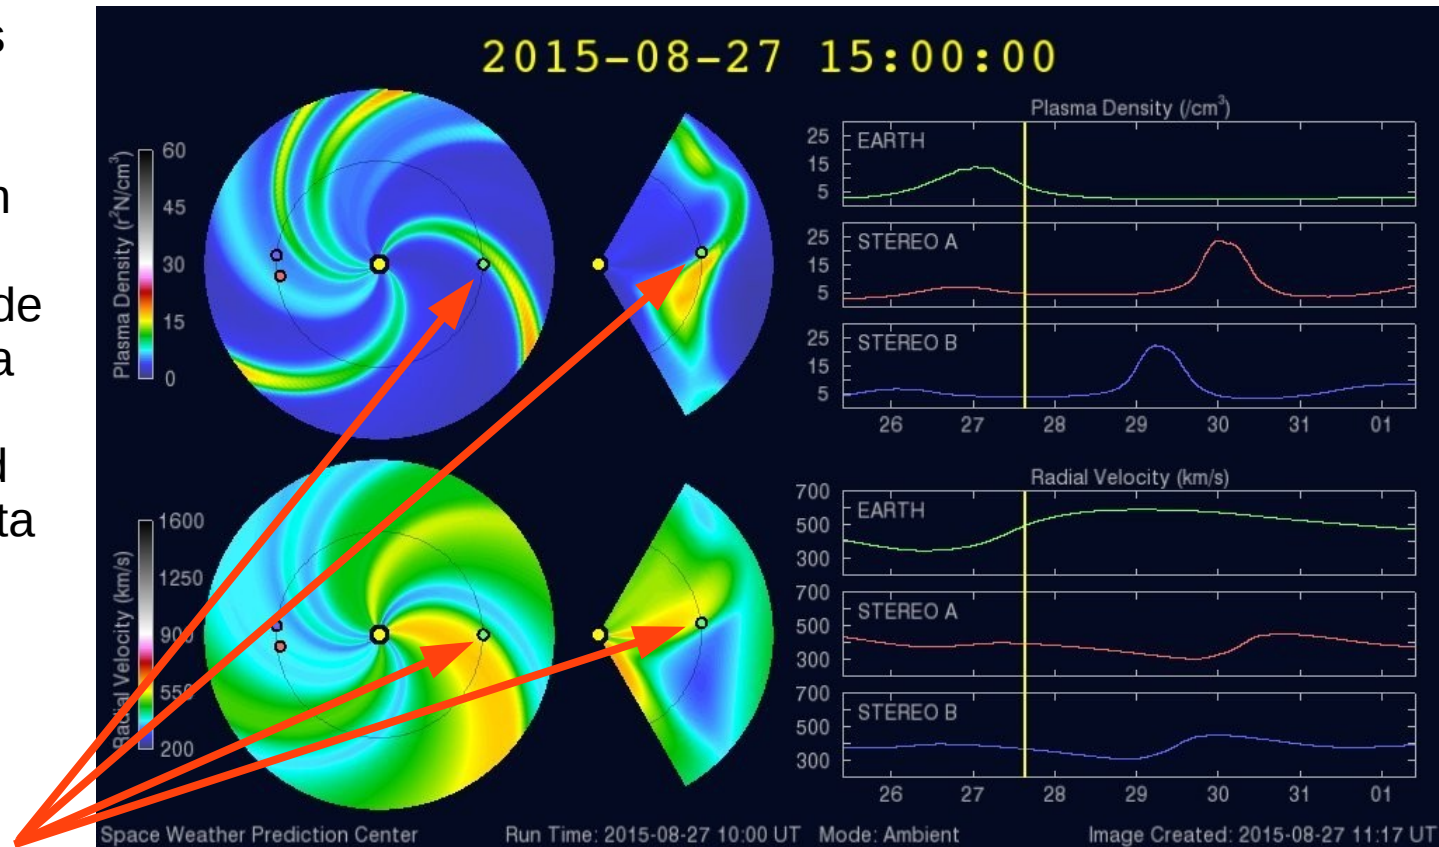 s
n
de
a
d
ta
2015-08-27 15:00:00
Plasma Density (r²N/cm³)
60
45
30
15
0
Plasma Density (/cm³)
25
15
5
EARTH
25
15
5
STEREO A
25
15
5
STEREO B
26 27 28 29 30 31 01
Radial Velocity (km/s)
1600
1250
900
550
200
Radial Velocity (km/s)
700
500
300
EARTH
700
500
300
STEREO A
700
500
300
STEREO B
26 27 28 29 30 31 01
Space Weather Prediction Center Run Time: 2015-08-27 10:00 UT Mode: Ambient Image Created: 2015-08-27 11:17 UT